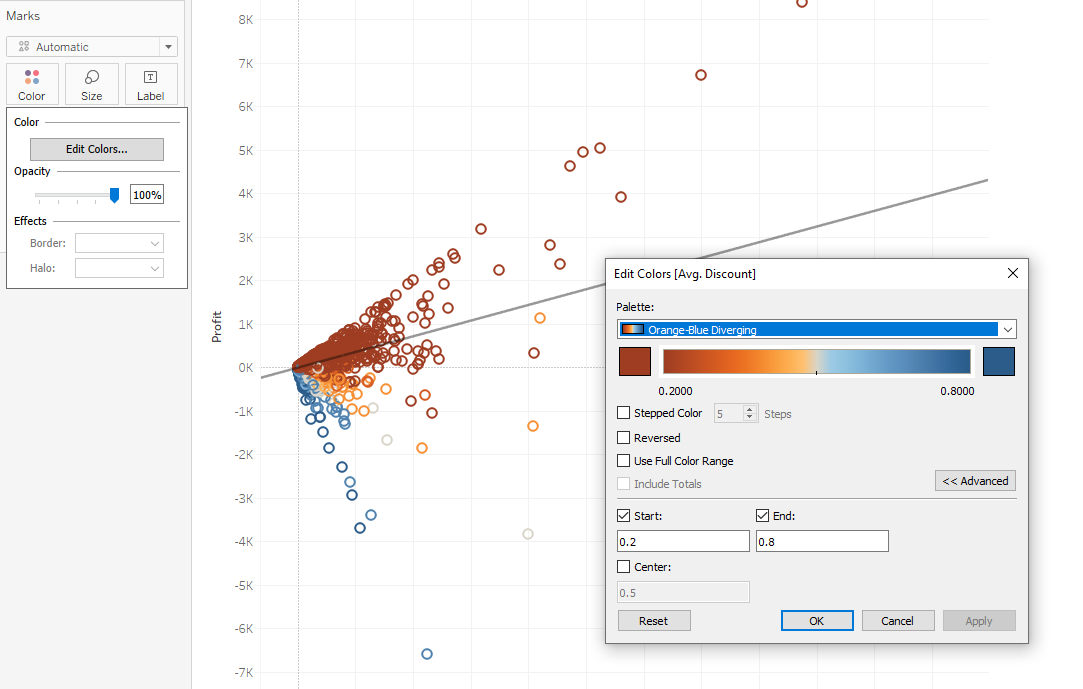 Marks
Automatic
Color
Size
Label
Color
Edit Colors...
Opacity
100%
Effects
Border:
Halo:
Profit
8K
7K
6K
5K
4K
3K
2K
1K
0K
-1K
-2K
-3K
-4K
-5K
-6K
-7K
Edit Colors [Avg. Discount]
Palette:
Orange-Blue Diverging
0.2000
0.8000
Stepped Color
5
Steps
Reversed
Use Full Color Range
Include Totals
<< Advanced
Start:
End:
0.2
0.8
Center:
0.5
Reset
OK
Cancel
Apply